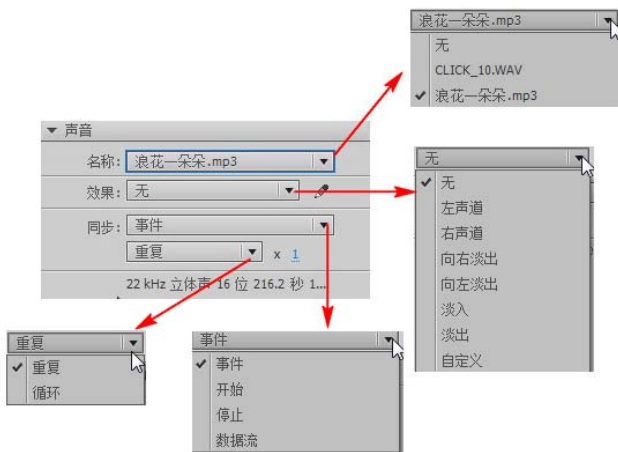 浪花一朵朵.mp3
无
CLICK_10.WAV
浪花一朵朵.mp3
声音
名称: 浪花一朵朵.mp3
效果: 无
同步: 事件
重复 x 1
22 kHz 立体声 16 位 216.2 秒 1...
无
无
左声道
右声道
向右淡出
向左淡出
淡入
淡出
自定义
重复
重复
循环
事件
事件
开始
停止
数据流